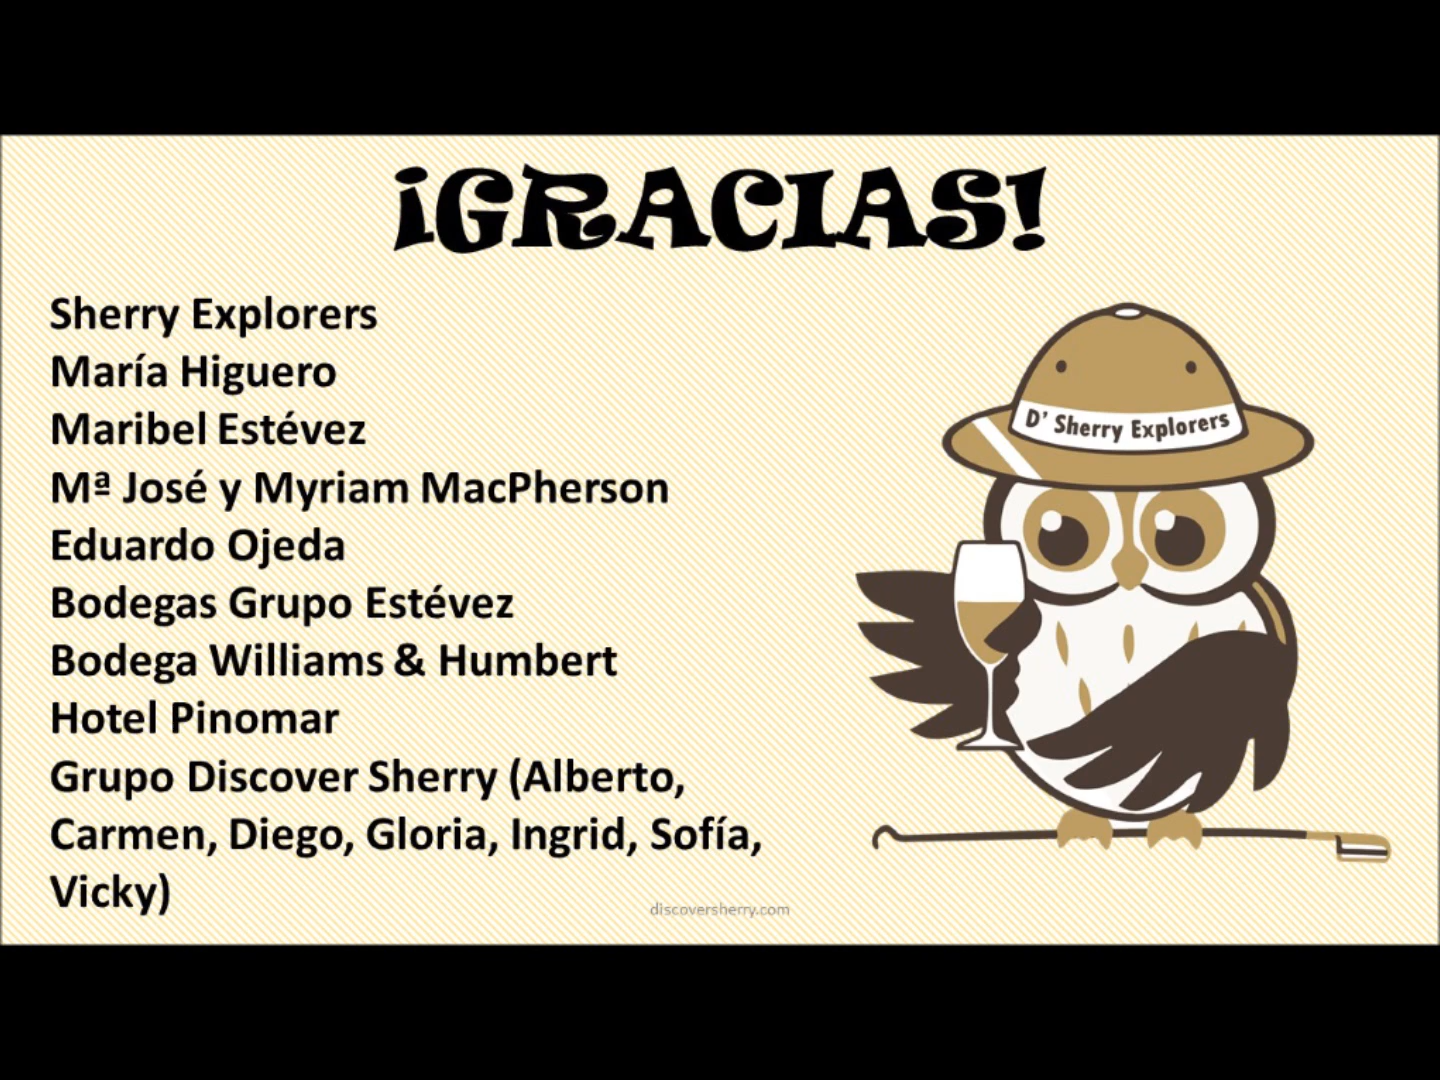 ¡GRACIAS!
Sherry Explorers
María Higuero
Maribel Estévez
Mª José y Myriam MacPherson
Eduardo Ojeda
Bodegas Grupo Estévez
Bodega Williams & Humbert
Hotel Pinomar
Grupo Discover Sherry (Alberto,
Carmen, Diego, Gloria, Ingrid, Sofía,
Vicky)
D' Sherry Explorers
discoversherry.com